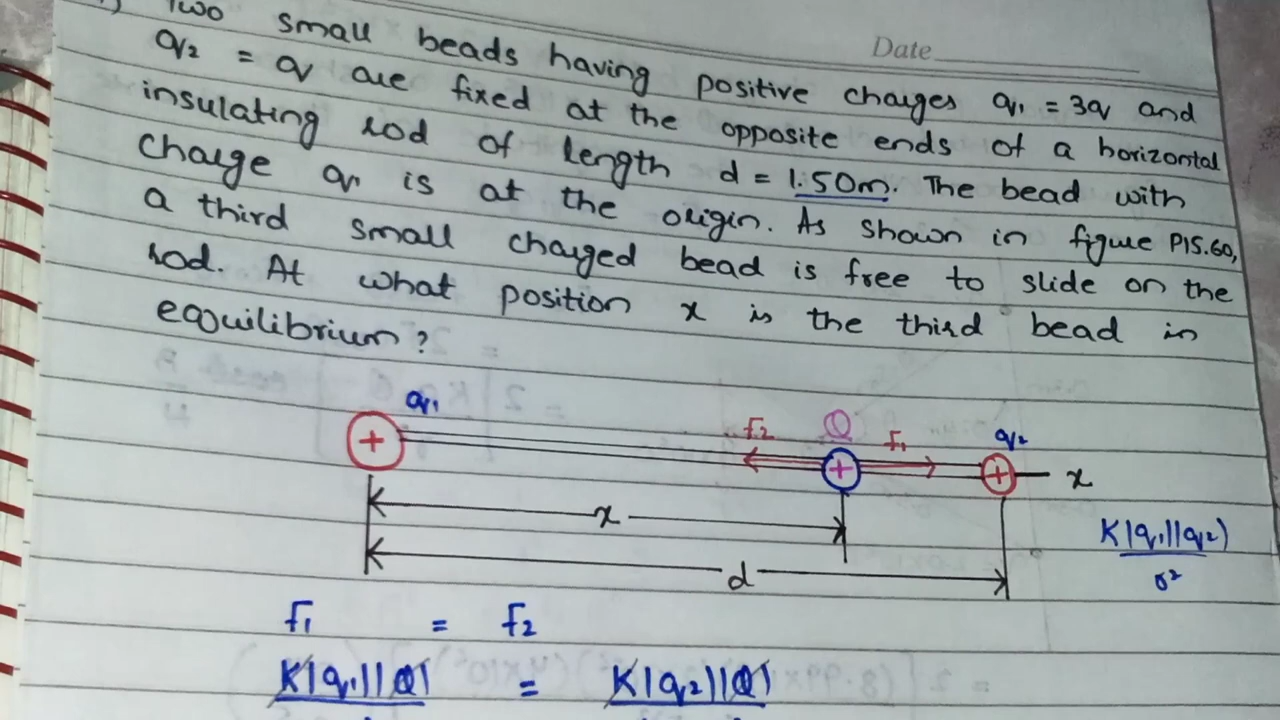 Two small beads having positive charges q₁ = 3q and
Date
q₂ = q are fixed at the opposite ends of a horizontal
insulating rod of length d = 1.50m. The bead with
charge q₁ is at the origin. As shown in figure P15.60,
a third small charged bead is free to slide on the
rod. At what position x is the third bead in
equilibrium?
q₁
+
F₂
Q
+
F₁
q₂
+
x
x
d
K|q₁||q₂|
r²
F₁ = F₂
K|q₁||Q| = K|q₂||Q|